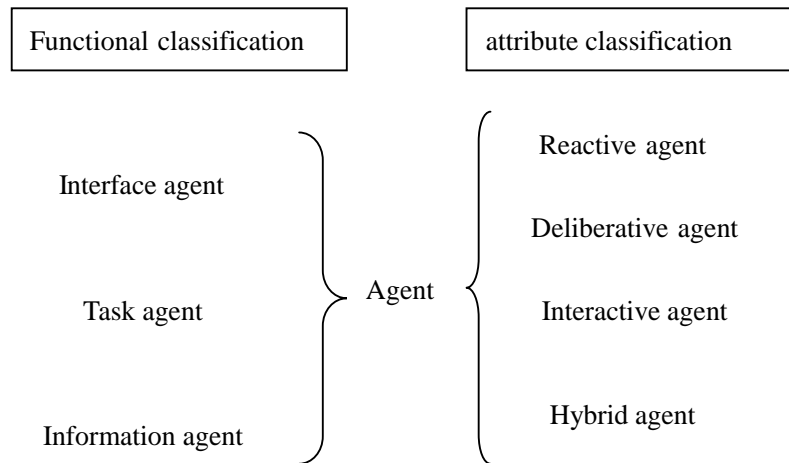 Functional classification
attribute classification
Interface agent
Task agent
Information agent
Agent
Reactive agent
Deliberative agent
Interactive agent
Hybrid agent